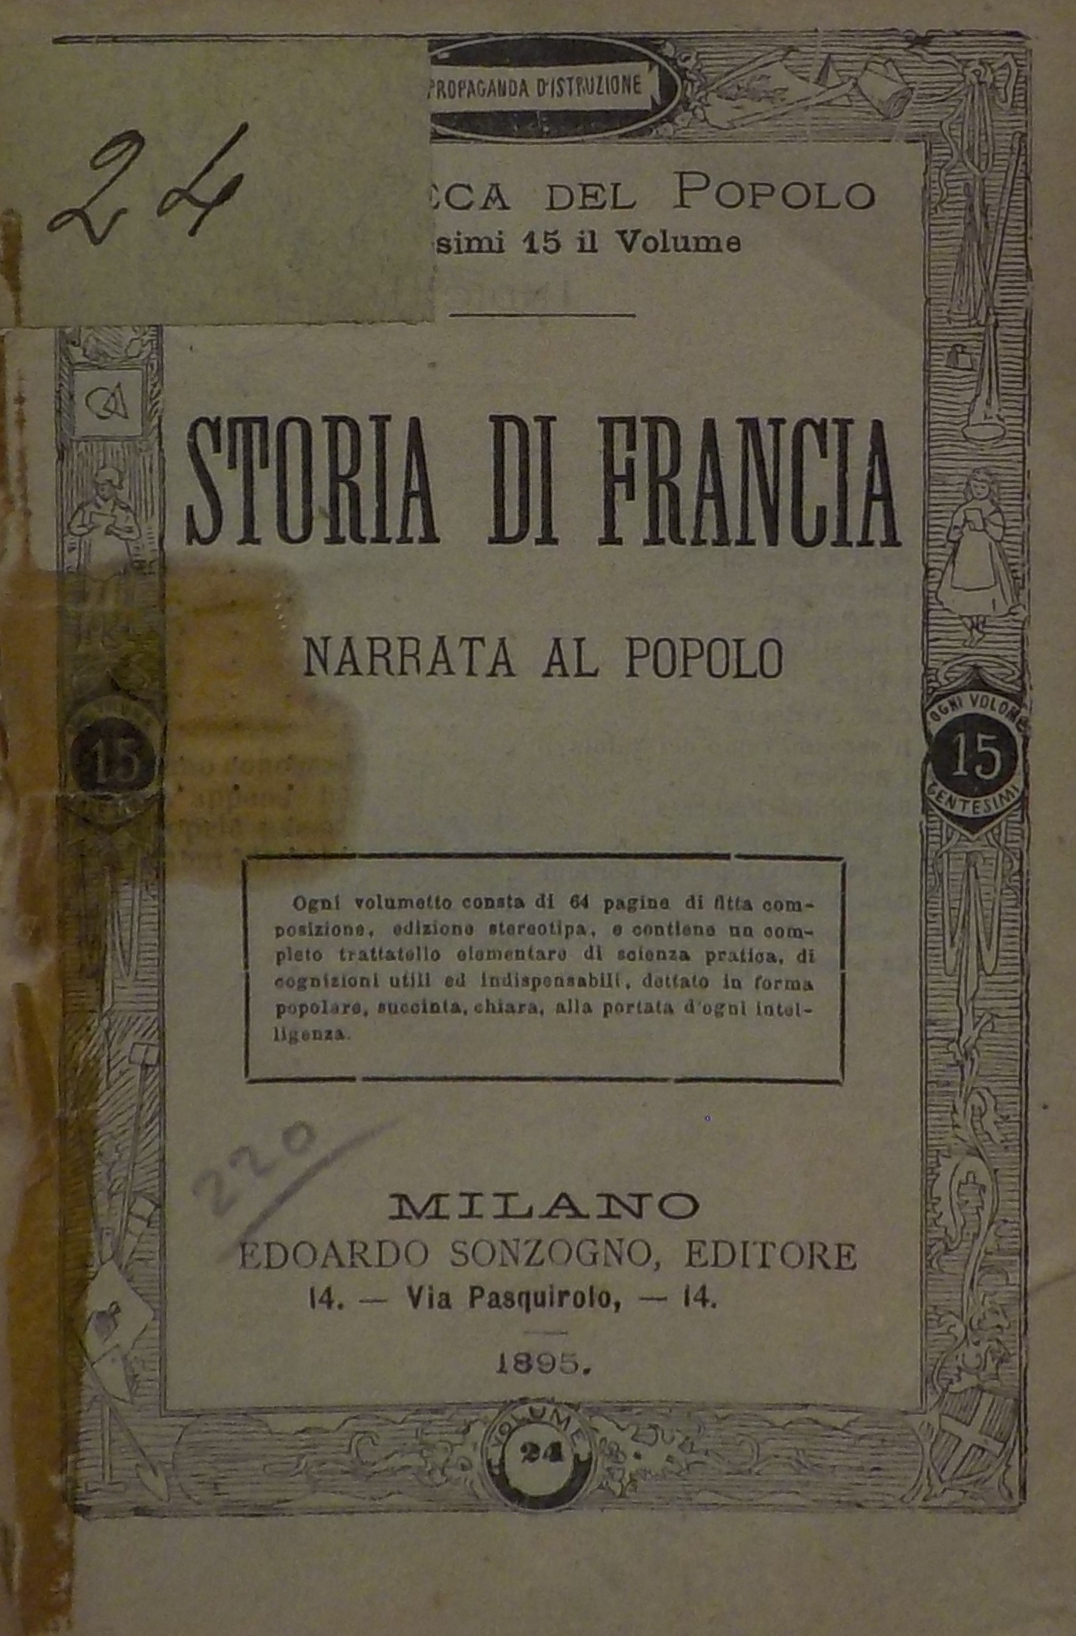 PROPAGANDA D'ISTRUZIONE
24
DEL POPOLO
15 il Volume
STORIA DI FRANCIA
NARRATA AL POPOLO
OGNI VOLUME
15
CENTESIMI
15
Ogni volumetto consta di 64 pagine di fitta com-
posizione, edizione stereotipa, e contiene un com-
pleto trattatello elementare di scienza pratica, di
cognizioni utili ed indispensabili, dettato in forma
popolare, succinta, chiara, alla portata d'ogni intel-
ligenza.
220
MILANO
EDOARDO SONZOGNO, EDITORE
14. — Via Pasquirolo, — 14.
1895.
VOLUME
24